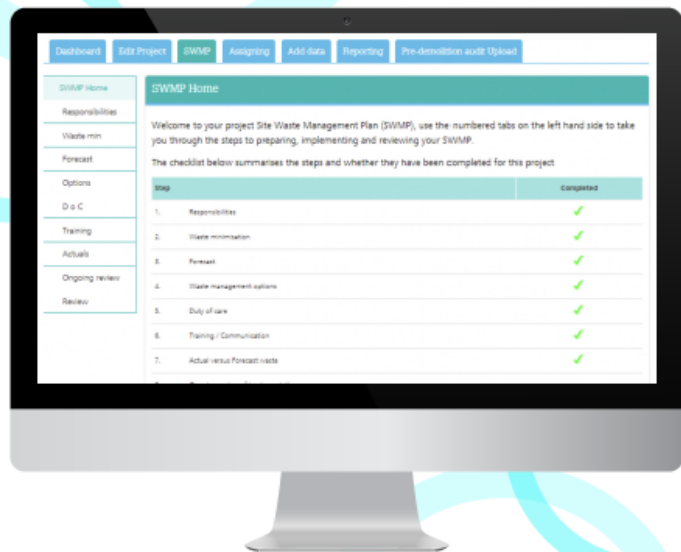 Dashboard Edit Project SWMP Assigning Add data Reporting Pre-demolition audit Upload
SWMP Home
Responsibilities
Waste min
Forecast
Options
D o C
Training
Actuals
Ongoing review
Review
SWMP Home
Welcome to your project Site Waste Management Plan (SWMP), use the numbered tabs on the left hand side to take
you through the steps to preparing, implementing and reviewing your SWMP.
The checklist below summarises the steps and whether they have been completed for this project
Step Completed
1. Responsibilities
2. Waste minimisation
3. Forecast
4. Waste management options
5. Duty of care
6. Training / Communication
7. Actual versus Forecast waste